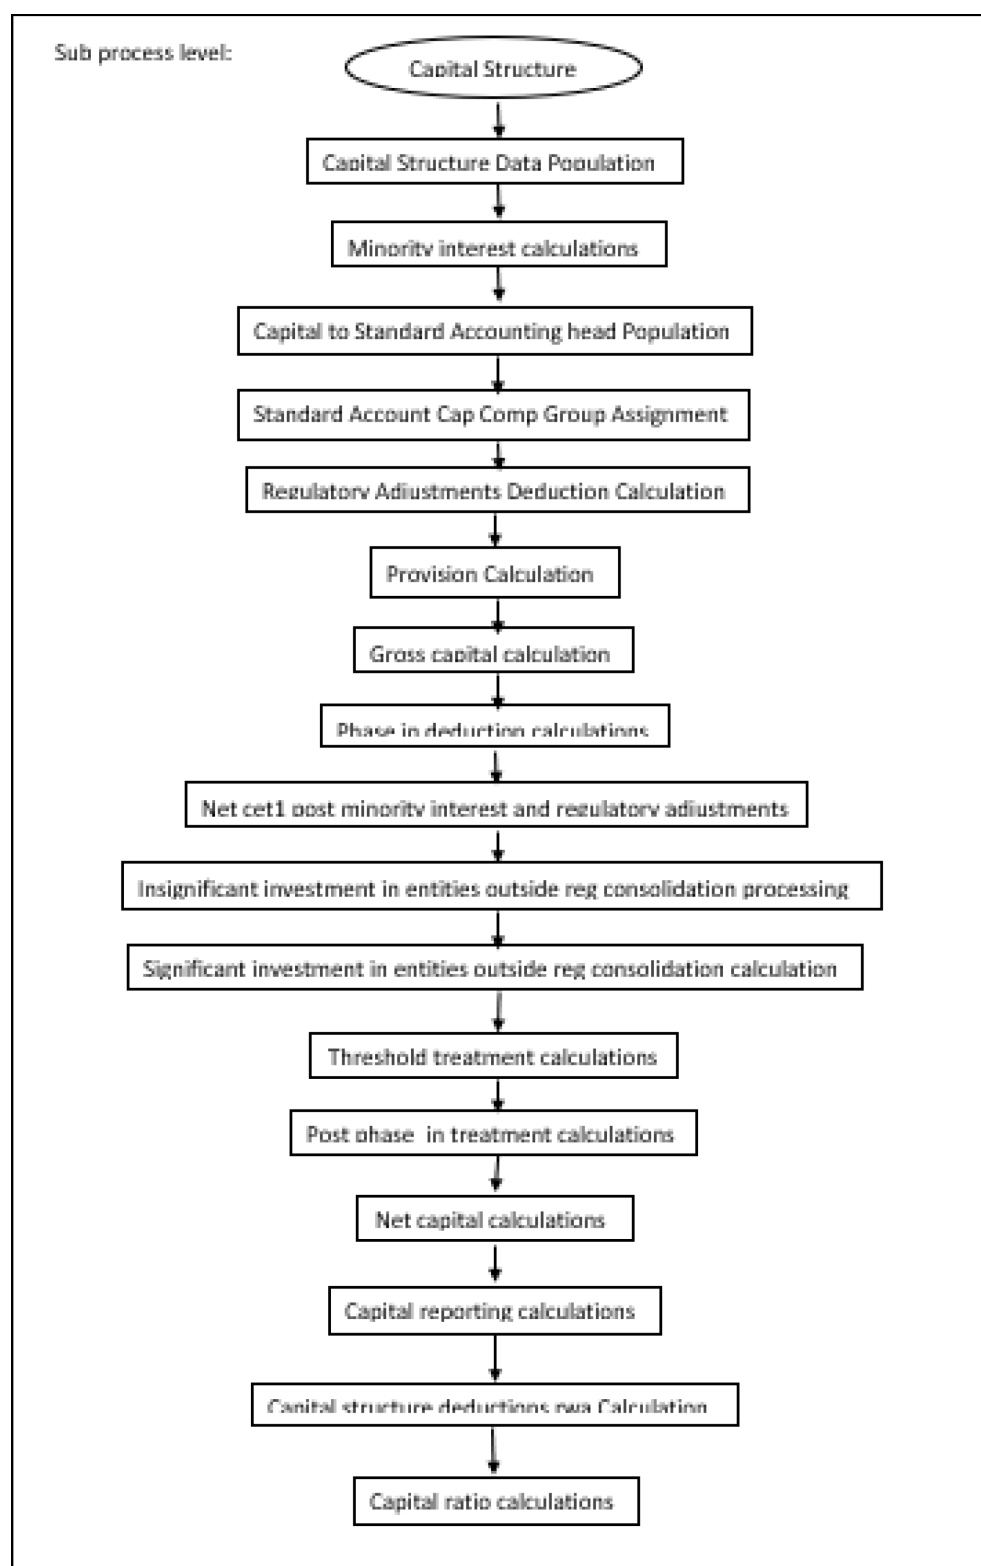 Sub process level:
Capital Structure
Capital Structure Data Population
Minority interest calculations
Capital to Standard Accounting head Population
Standard Account Cap Comp Group Assignment
Regulatory Adjustments Deduction Calculation
Provision Calculation
Gross capital calculation
Phase in deduction calculations
Net cet1 post minority interest and regulatory adjustments
Insignificant investment in entities outside reg consolidation processing
Significant investment in entities outside reg consolidation calculation
Threshold treatment calculations
Post phase in treatment calculations
Net capital calculations
Capital reporting calculations
Capital structure deductions rwa Calculation
Capital ratio calculations